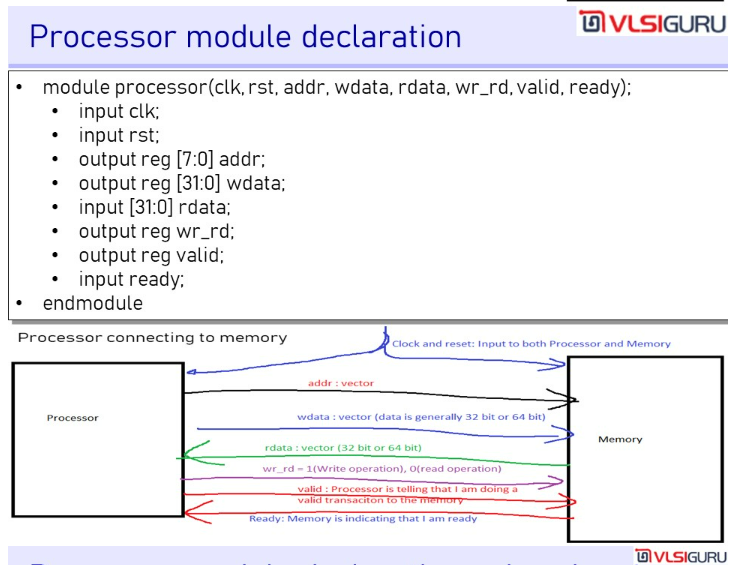 VLSIGURU
Processor module declaration
• module processor(clk, rst, addr, wdata, rdata, wr_rd, valid, ready);
• input clk;
• input rst;
• output reg [7:0] addr;
• output reg [31:0] wdata;
• input [31:0] rdata;
• output reg wr_rd;
• output reg valid;
• input ready;
• endmodule
Processor connecting to memory
Clock and reset: Input to both Processor and Memory
addr : vector
Processor
wdata : vector (data is generally 32 bit or 64 bit)
Memory
rdata : vector (32 bit or 64 bit)
wr_rd = 1(Write operation), 0(read operation)
valid : Processor is telling that I am doing a
valid transaciton to the memory
Ready: Memory is indicating that I am ready
VLSIGURU